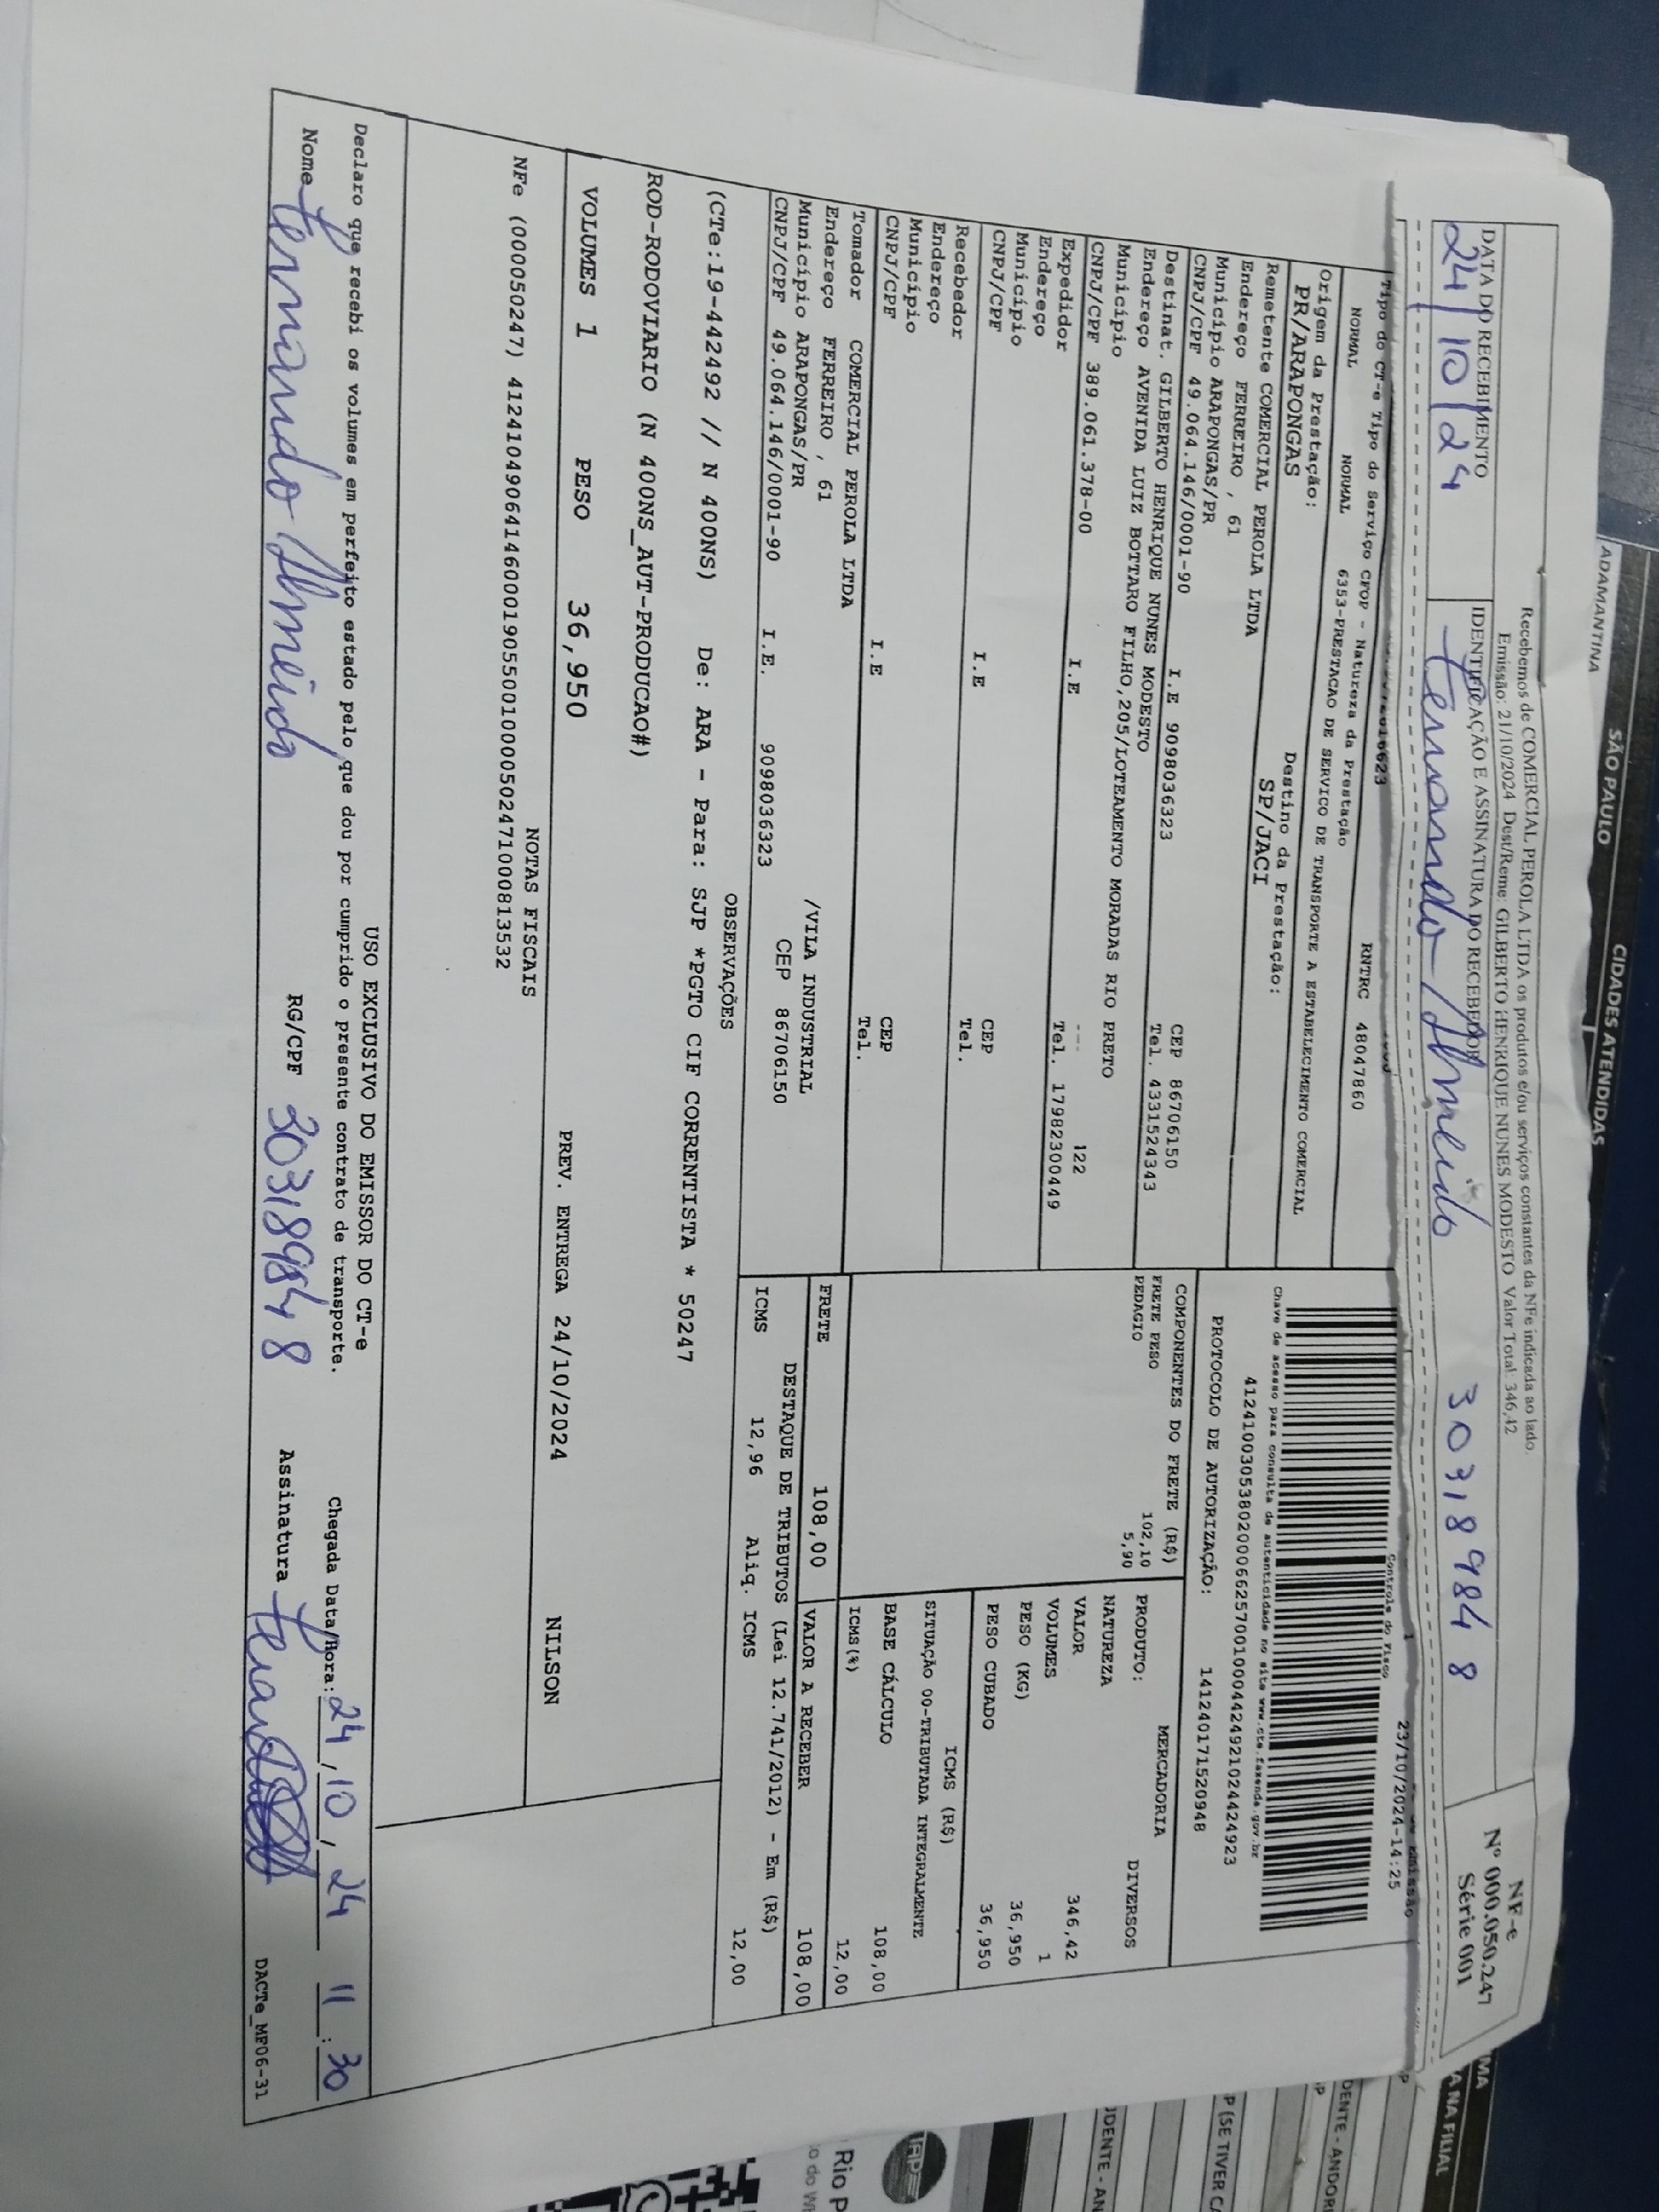 ADAMANTINA SÃO PAULO CIDADES ATENDIDAS
Recebemos de COMERCIAL PEROLA LTDA os produtos e/ou serviços constantes da NFe indicada ao lado.
Emissão: 21/10/2024 Dest/Reme: GILBERTO HENRIQUE NUNES MODESTO Valor Total: 346,42
NF-e
Nº 000.050.247
Série 001
DATA DO RECEBIMENTO
24/10/24
IDENTIFICAÇÃO E ASSINATURA DO RECEBEDOR
Fernando Almeida 30318984 8
23/10/2024-14:25
Tipo do CT-e Tipo do Serviço CFOP - Natureza da Prestação RNTRC 48047860
NORMAL NORMAL 6353-PRESTACAO DE SERVICO DE TRANSPORTE A ESTABELECIMENTO COMERCIAL
Controle do Fisco
Origem da Prestação: Destino da Prestação:
PR/ARAPONGAS SP/JACI
Chave de acesso para consulta de autenticidade no site www.cte.fazenda.gov.br
41241003053802000662570010004424921024424923
PROTOCOLO DE AUTORIZAÇÃO: 141240171520948
Remetente COMERCIAL PEROLA LTDA
Endereço FERREIRO , 61
Município ARAPONGAS/PR CEP 86706150
CNPJ/CPF 49.064.146/0001-90 I.E 9098036323 Tel. 4331524343
Destinat. GILBERTO HENRIQUE NUNES MODESTO
Endereço AVENIDA LUIZ BOTTARO FILHO,205/LOTEAMENTO MORADAS RIO PRETO
Município --- 122
CNPJ/CPF 389.061.378-00 I.E Tel. 17982300449
Expedidor
Endereço
Município CEP
CNPJ/CPF I.E Tel.
Recebedor
Endereço
Município CEP
CNPJ/CPF I.E Tel.
Tomador COMERCIAL PEROLA LTDA
Endereço FERREIRO , 61 /VILA INDUSTRIAL
Município ARAPONGAS/PR CEP 86706150
CNPJ/CPF 49.064.146/0001-90 I.E. 9098036323
COMPONENTES DO FRETE (R$)
FRETE PESO 102,10
PEDAGIO 5,90
MERCADORIA
PRODUTO: DIVERSOS
NATUREZA
VALOR 346,42
VOLUMES 1
PESO (KG) 36,950
PESO CUBADO 36,950
ICMS (R$)
SITUAÇÃO 00-TRIBUTADA INTEGRALMENTE
BASE CÁLCULO 108,00
ICMS(%) 12,00
FRETE 108,00 VALOR A RECEBER 108,00
DESTAQUE DE TRIBUTOS (Lei 12.741/2012) - Em (R$)
ICMS 12,96 Aliq. ICMS 12,00
OBSERVAÇÕES
(CTe:19-442492 // N 400NS) De: ARA - Para: SJP *PGTO CIF CORRENTISTA * 50247
ROD-RODOVIARIO (N 400NS_AUT-PRODUCAO#)
VOLUMES 1 PESO 36,950 PREV. ENTREGA 24/10/2024 NILSON
NOTAS FISCAIS
NFe (000050247) 41241049064146000190550010000502471000813532
USO EXCLUSIVO DO EMISSOR DO CT-e
Declaro que recebi os volumes em perfeito estado pelo que dou por cumprido o presente contrato de transporte. Chegada Data/Hora: 24/10/24 11:30
Nome Fernando Almeida RG/CPF 30318984 8 Assinatura
DACTe_MF06-31